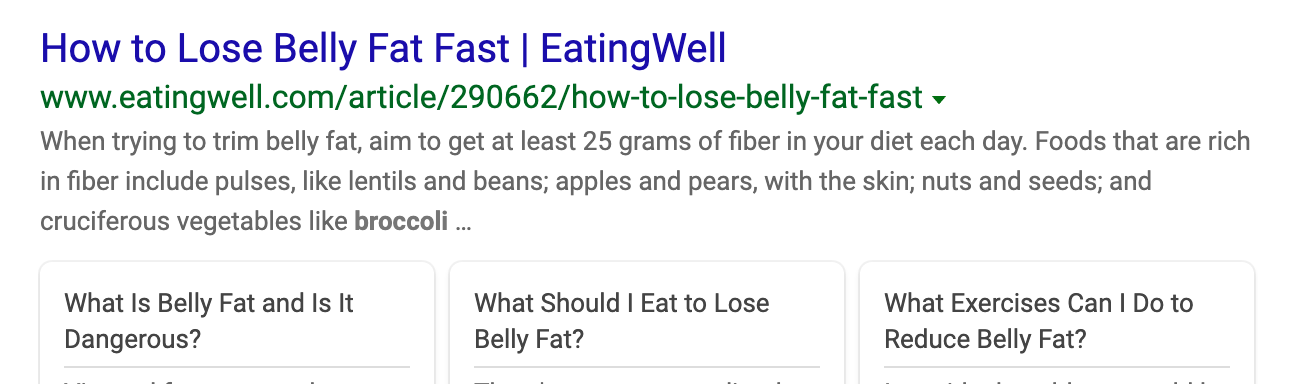 How to Lose Belly Fat Fast | EatingWell
www.eatingwell.com/article/290662/how-to-lose-belly-fat-fast
When trying to trim belly fat, aim to get at least 25 grams of fiber in your diet each day. Foods that are rich
in fiber include pulses, like lentils and beans; apples and pears, with the skin; nuts and seeds; and
cruciferous vegetables like broccoli ...
What Is Belly Fat and Is It
Dangerous?
What Should I Eat to Lose
Belly Fat?
What Exercises Can I Do to
Reduce Belly Fat?